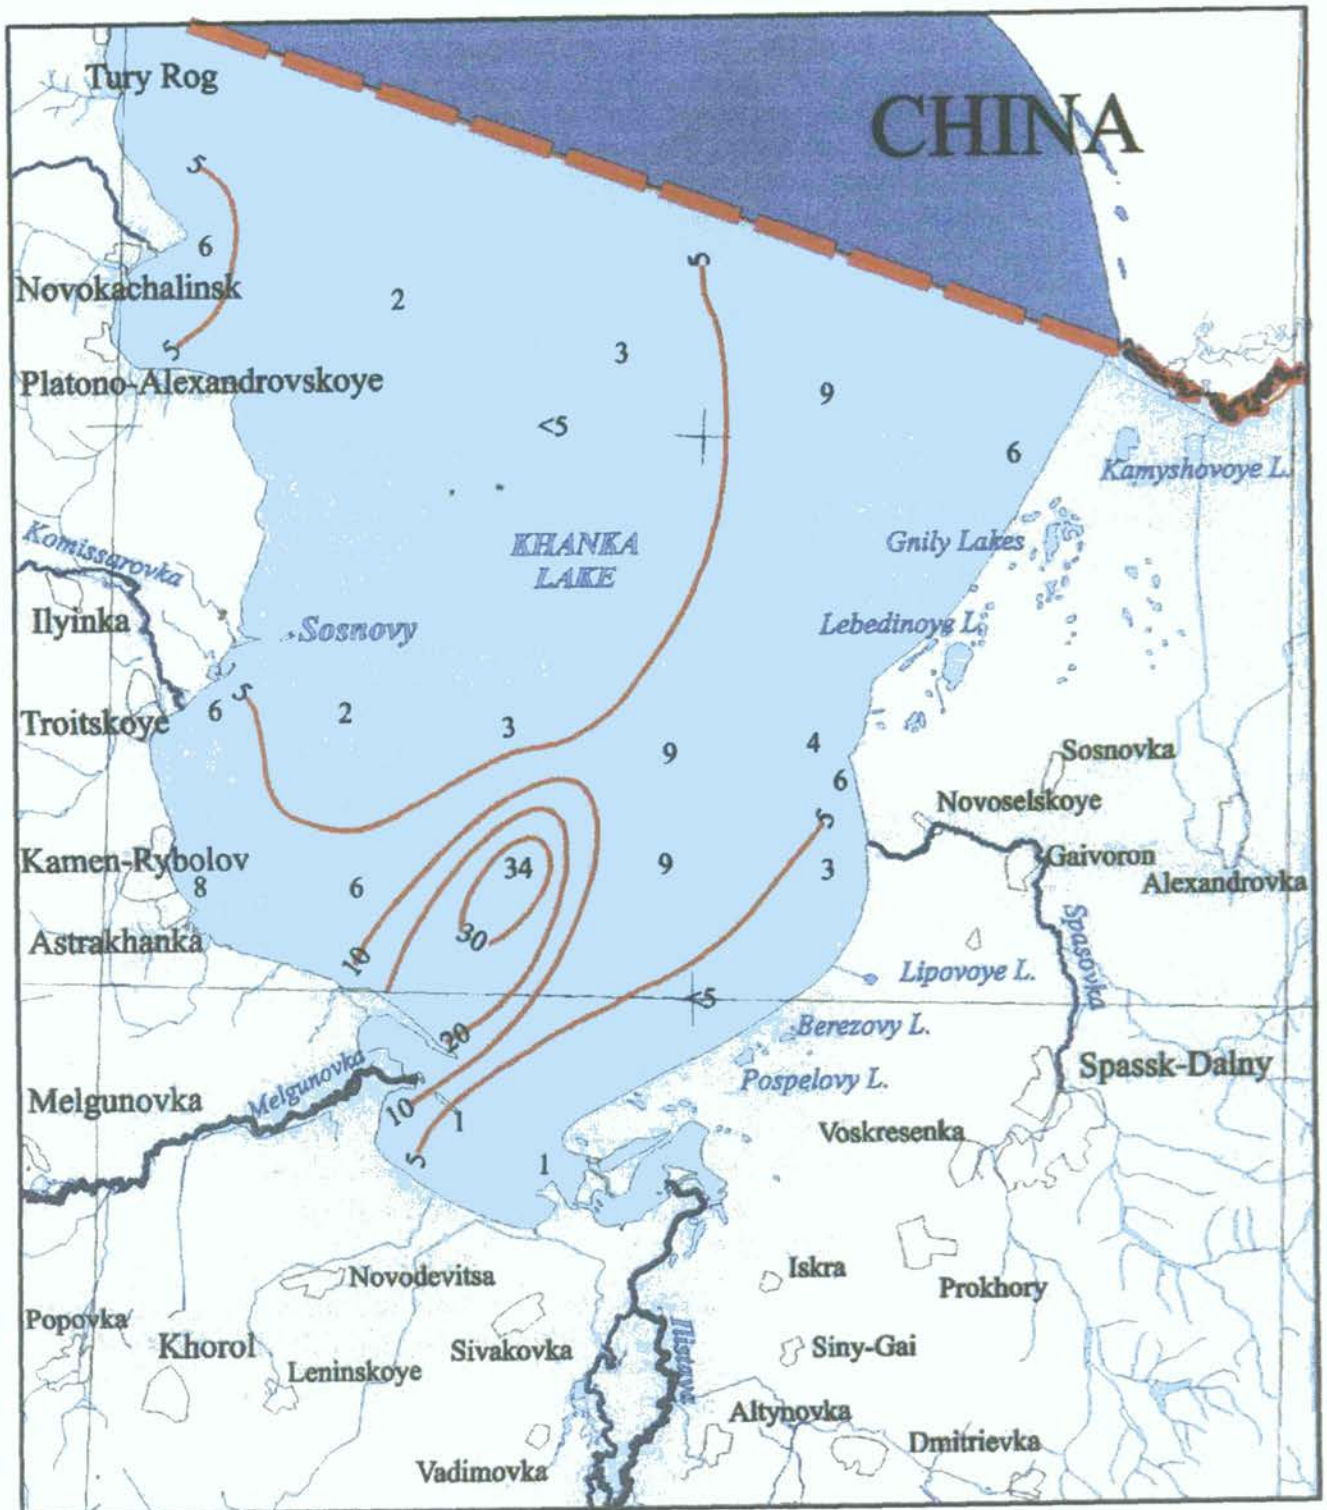 Tury Rog
CHINA
5
6
5
Novokachalinsk
2
5
3
Platono-Alexandrovskoye
9
<5
6
Kamyshovoye L.
KHANKA
LAKE
Gnily Lakes
Komissarovka
Ilyinka
Sosnovy
Lebedinoye L.
5
6
2
3
Troitskoye
9
4
6
Sosnovka
Novoselskoye
5
Kamen-Rybolov
8
6
34
9
3
Gaivoron
Alexandrovka
Spasovka
Astrakhanka
30
10
Lipovoye L.
<5
Berezovy L.
20
Melgunovka
Melgunovka
10
1
5
1
Pospelovy L.
Spassk-Dalny
Voskresenka
Novodevitsa
Iskra
Prokhory
Popovka
Khorol
Leninskoye
Sivakovka
Ilistaya
Siny-Gai
Altynovka
Dmitrievka
Vadimovka